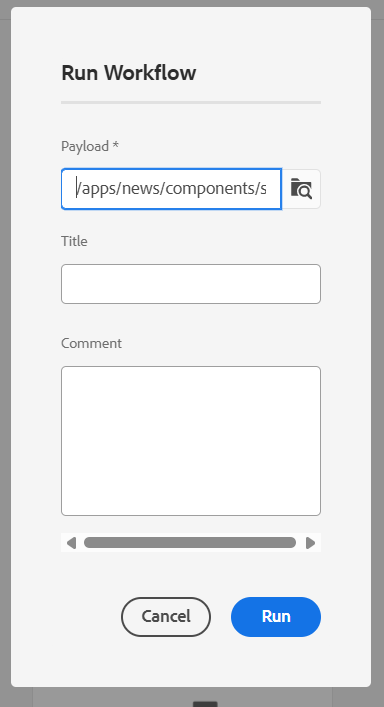 Run Workflow
Payload *
/apps/news/components/s
Title
Comment
Cancel
Run